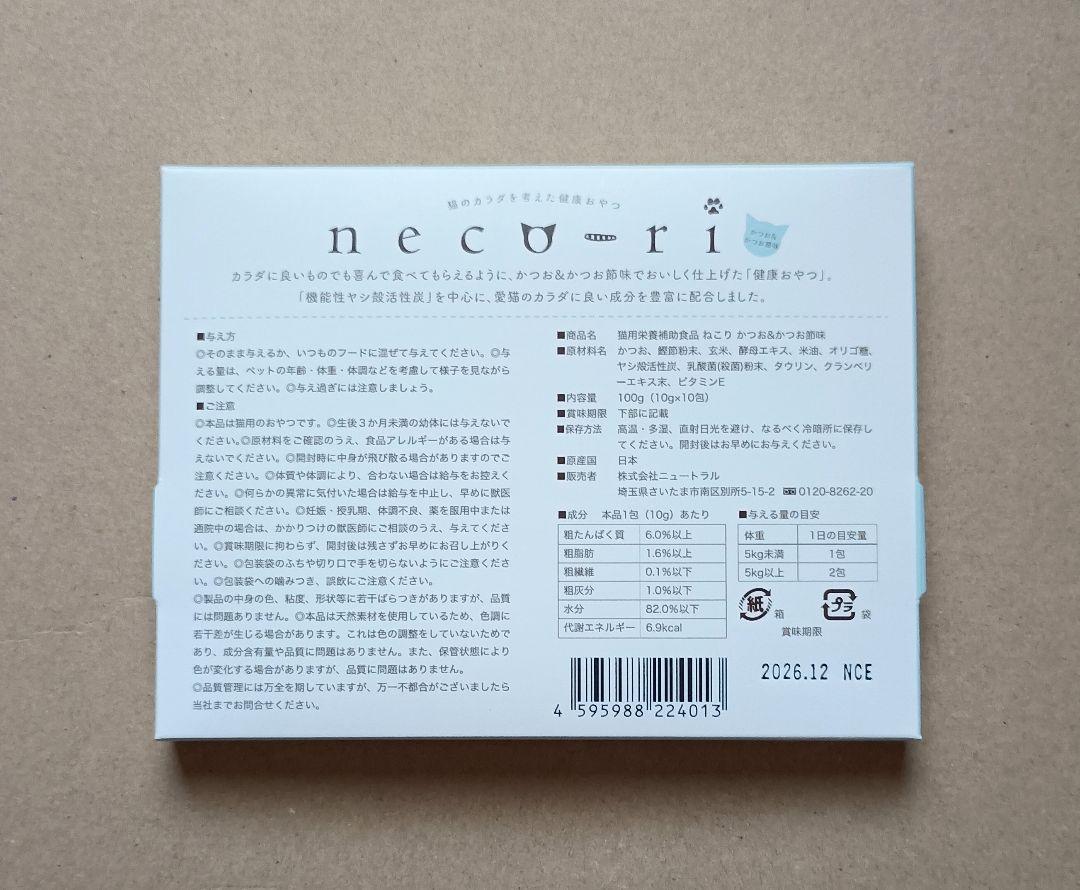 猫のカラダを考えた健康おやつ
neco-ri
かつお&
かつお節味
カラダに良いものでも喜んで食べてもらえるように、かつお&かつお節味でおいしく仕上げた「健康おやつ」。
「機能性ヤシ殻活性炭」を中心に、愛猫のカラダに良い成分を豊富に配合しました。
■与え方
◎そのまま与えるか、いつものフードに混ぜて与えてください。◎与
える量は、ペットの年齢・体重・体調などを考慮して様子を見ながら
調整してください。◎与え過ぎには注意しましょう。
■ご注意
◎本品は猫用のおやつです。◎生後3か月未満の幼体には与えないで
ください。◎原材料をご確認のうえ、食品アレルギーがある場合は与
えないでください。◎開封時に中身が飛び散る場合がありますのでご
注意ください。◎体質や体調により、合わない場合は給与をお控えく
ださい。◎何らかの異常に気付いた場合は給与を中止し、早めに獣医
師にご相談ください。◎妊娠・授乳期、体調不良、薬を服用中または
通院中の場合は、かかりつけの獣医師にご相談のうえ、与えてくださ
い。◎賞味期限に拘わらず、開封後は残さずお早めにお召し上がりく
ださい。◎包装袋のふちや切り口で手を切らないようにご注意くださ
い。◎包装袋への噛みつき、誤飲にご注意ください。
◎製品の中身の色、粘度、形状等に若干ばらつきがありますが、品質
には問題ありません。◎本品は天然素材を使用しているため、色調に
若干差が生じる場合があります。これは色の調整をしていないためで
あり、成分含有量や品質に問題はありません。また、保管状態により
色が変化する場合がありますが、品質に問題はありません。
◎品質管理には万全を期していますが、万一不都合がございましたら
当社までお問合せください。
■商品名 猫用栄養補助食品 ねこり かつお&かつお節味
■原材料名 かつお、鰹節粉末、玄米、酵母エキス、米油、オリゴ糖、
ヤシ殻活性炭、乳酸菌(殺菌)粉末、タウリン、クランベリ
ーエキス末、ビタミンE
■内容量 100g（10g×10包）
■賞味期限 下部に記載
■保存方法 高温・多湿、直射日光を避け、なるべく冷暗所に保存し
てください。開封後はお早めにお与えください。
■原産国 日本
■販売者 株式会社ニュートラル
埼玉県さいたま市南区別所5-15-2 0120-8262-20
■成分 本品1包（10g）あたり
粗たんぱく質 6.0%以上
粗脂肪 1.6%以上
粗繊維 0.1%以下
粗灰分 1.0%以下
水分 82.0%以下
代謝エネルギー 6.9kcal
■与える量の目安
体重 1日の目安量
5kg未満 1包
5kg以上 2包
紙 箱
プラ 袋
賞味期限
2026.12 NCE
4 595988 224013